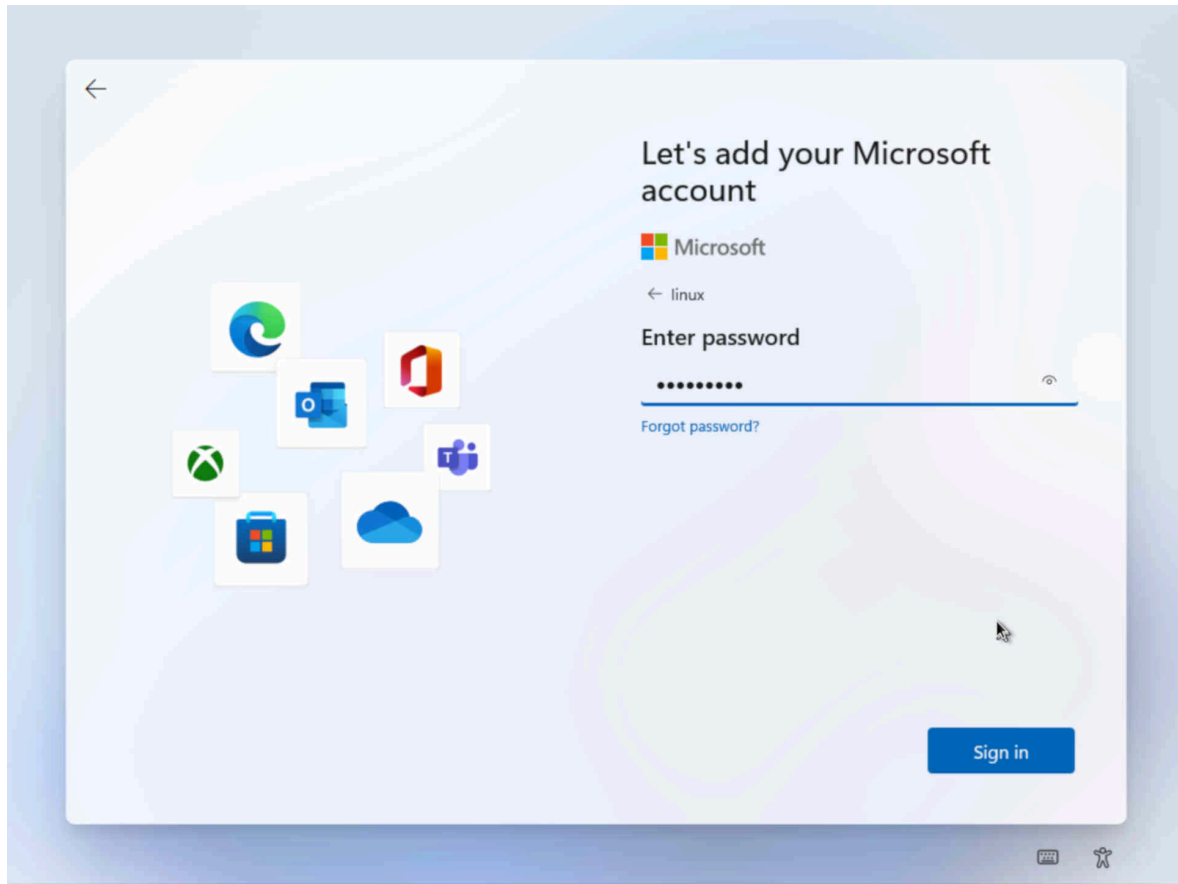 Let's add your Microsoft
account
Microsoft
← linux
Enter password
•••••••••
Forgot password?
Sign in